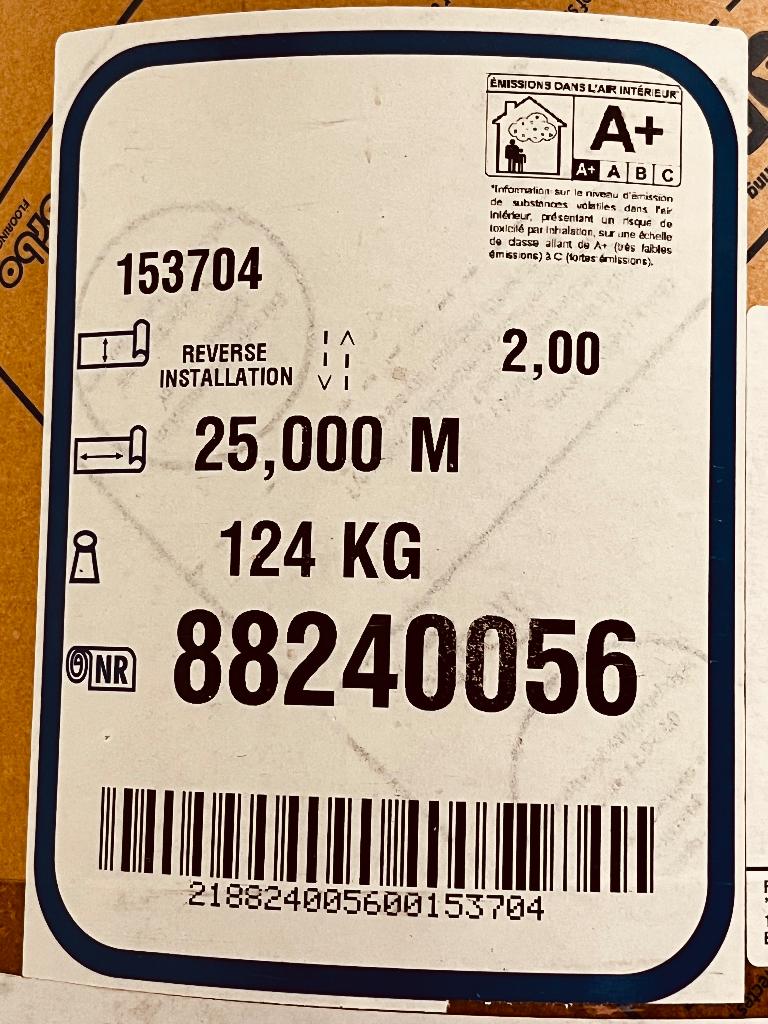 ÉMISSIONS DANS L'AIR INTÉRIEUR*
A+
A+ A B C
*Information sur le niveau d'émission
de substances volatiles dans l'air
intérieur, présentant un risque de
toxicité par inhalation, sur une échelle
de classe allant de A+ (très faibles
émissions) à C (fortes émissions).
153704
REVERSE
INSTALLATION
2,00
25,000 M
124 KG
NR
88240056
218824005600153704
FLOORING